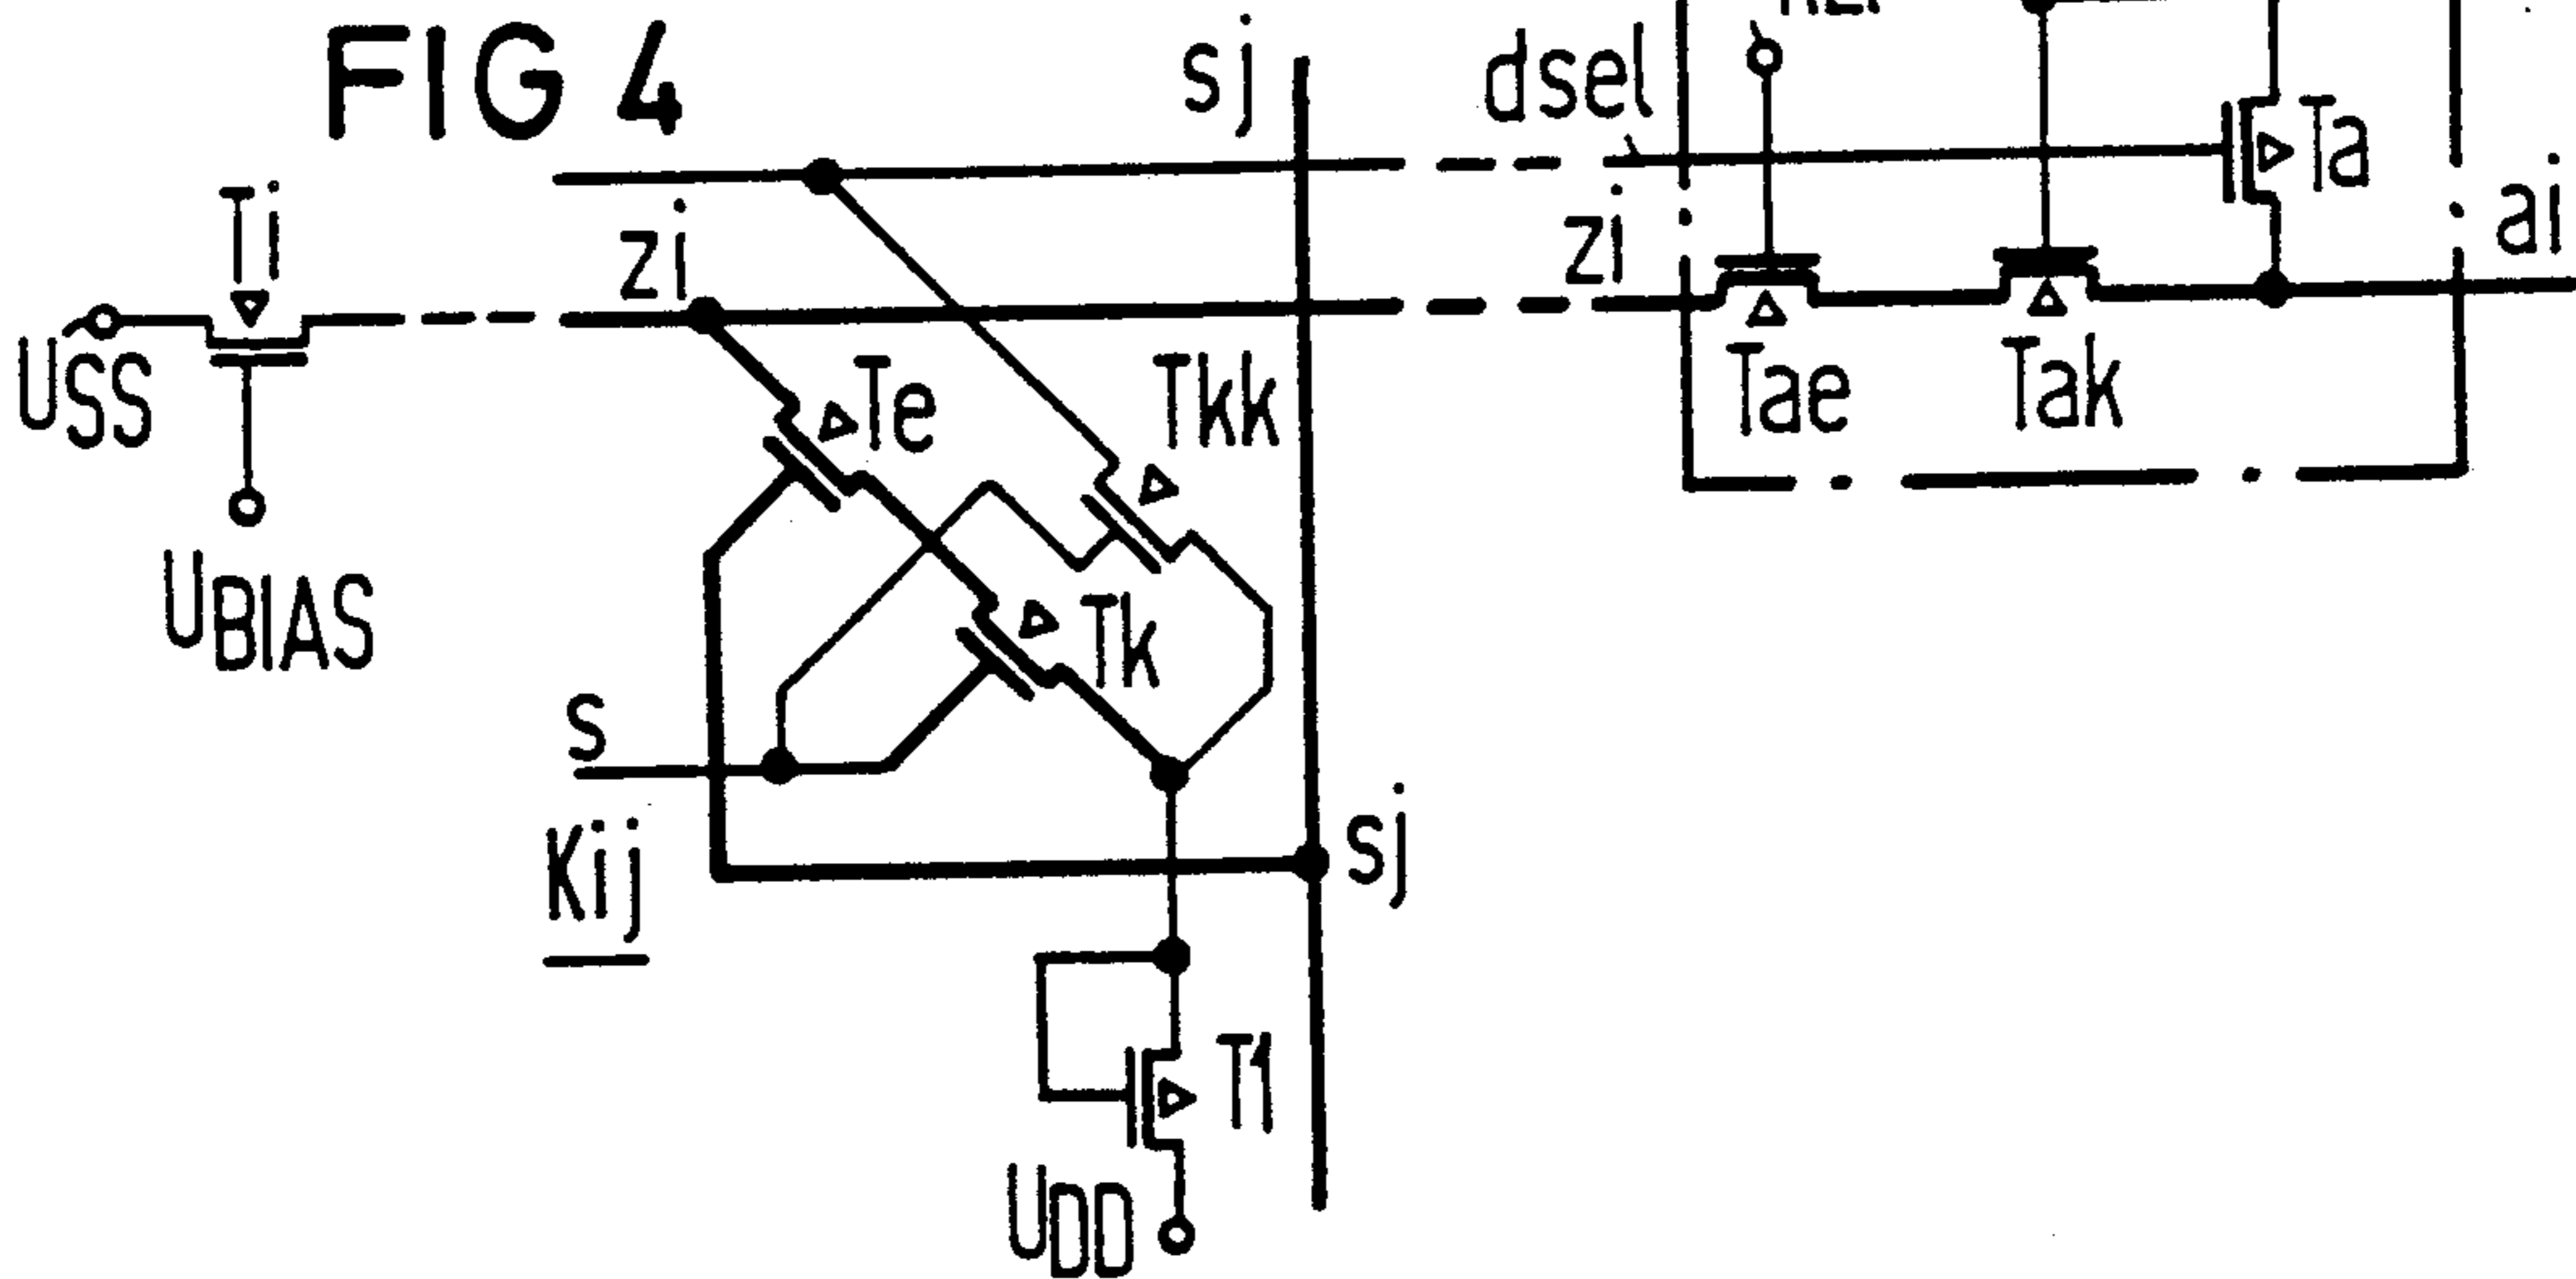 FIG 4
sj
dsel
Ta
Ti
zi
zi
ai
USS
Te
Tkk
Tae
Tak
UBIAS
Tk
s
Kij
sj
T1
UDD